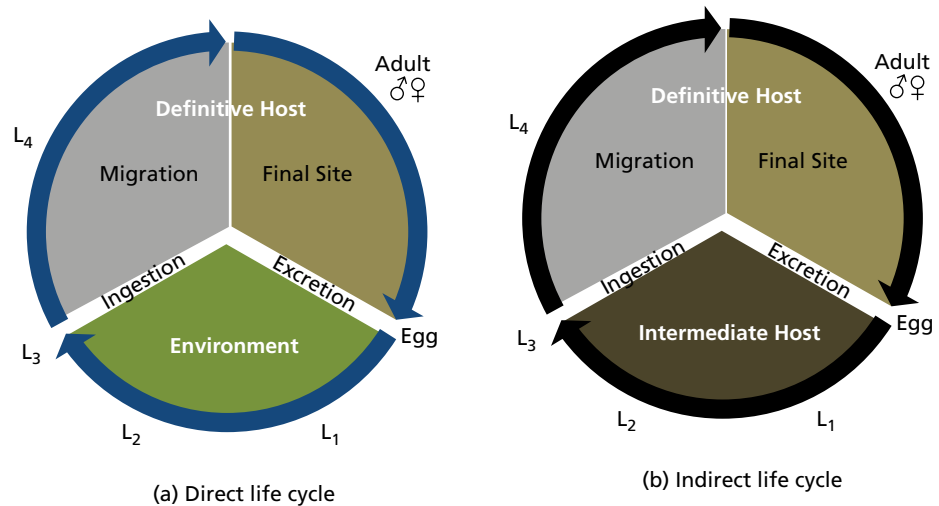 Adult
♂♀
Definitive Host
L4
Migration
Final Site
Ingestion
Excretion
Egg
L3
Environment
L2
L1
(a) Direct life cycle
Adult
♂♀
Definitive Host
L4
Migration
Final Site
Ingestion
Excretion
Egg
L3
Intermediate Host
L2
L1
(b) Indirect life cycle